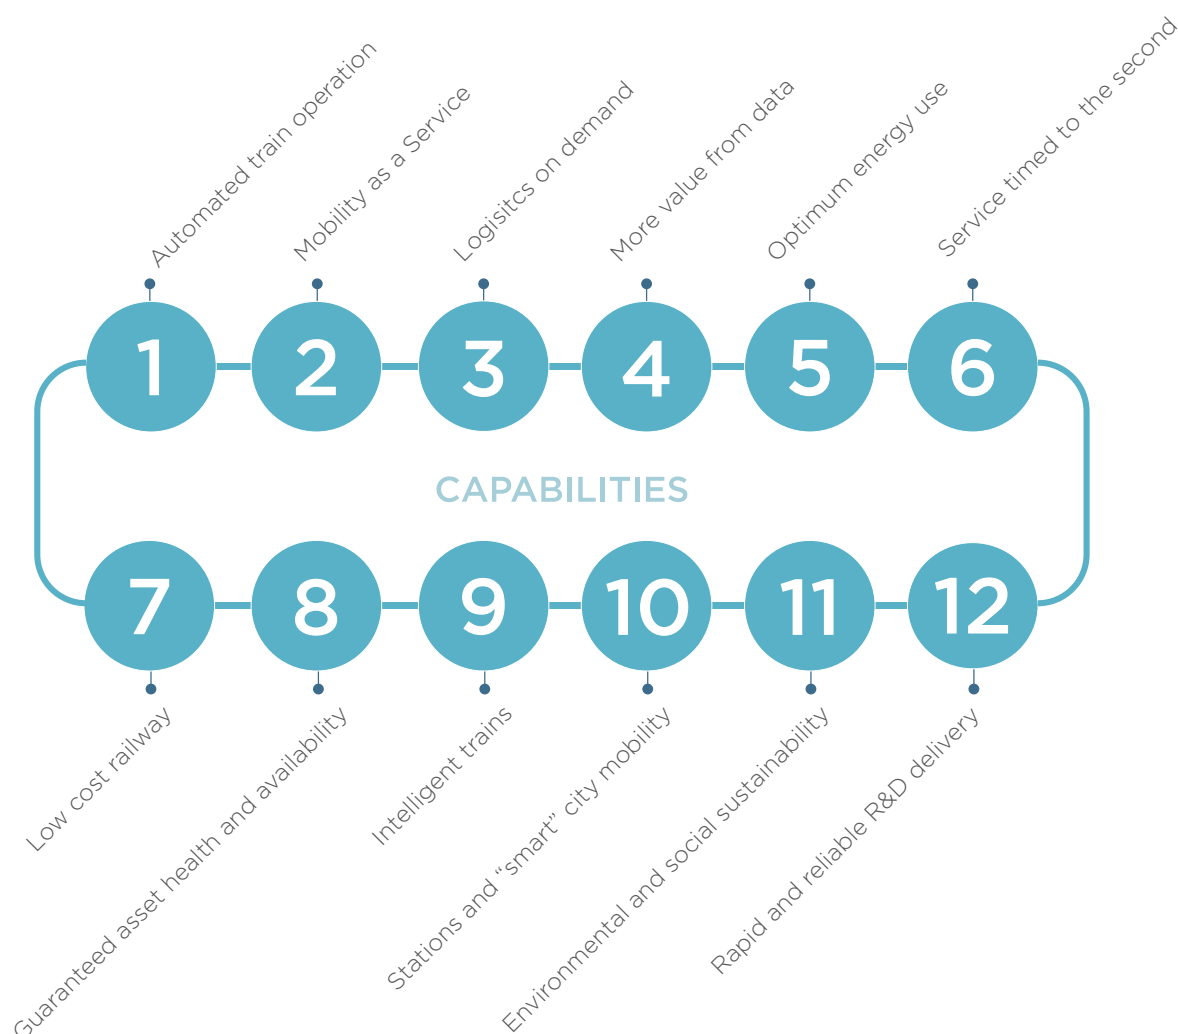 Automated train operation
Mobility as a Service
Logisitcs on demand
More value from data
Optimum energy use
Service timed to the second
1
2
3
4
5
6
CAPABILITIES
7
8
9
10
11
12
Low cost railway
Guaranteed asset health and availability
Intelligent trains
Stations and “smart” city mobility
Environmental and social sustainability
Rapid and reliable R&D delivery